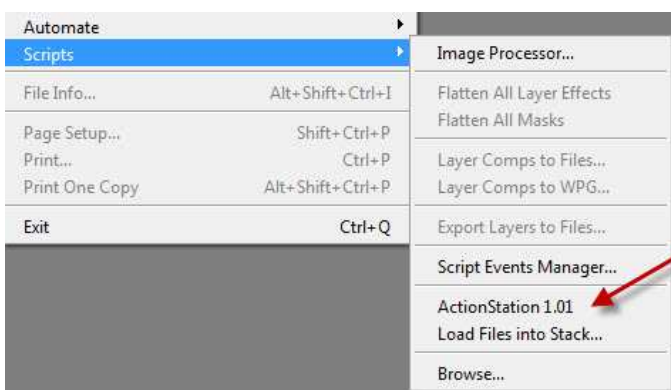 Automate
Scripts
File Info... Alt+Shift+Ctrl+I
Page Setup... Shift+Ctrl+P
Print... Ctrl+P
Print One Copy Alt+Shift+Ctrl+P
Exit Ctrl+Q
Image Processor...
Flatten All Layer Effects
Flatten All Masks
Layer Comps to Files...
Layer Comps to WPG...
Export Layers to Files...
Script Events Manager...
ActionStation 1.01
Load Files into Stack...
Browse...